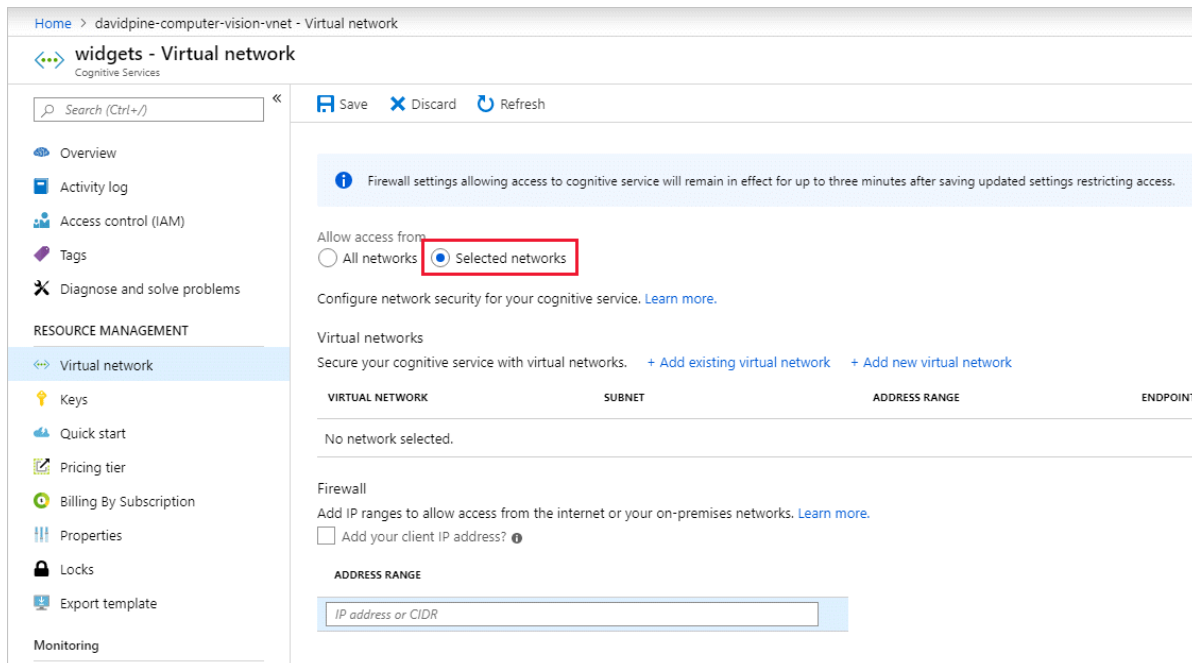 Home > davidpine-computer-vision-vnet - Virtual network
widgets - Virtual network
Cognitive Services
Search (Ctrl+/)
«
Overview
Activity log
Access control (IAM)
Tags
Diagnose and solve problems
RESOURCE MANAGEMENT
Virtual network
Keys
Quick start
Pricing tier
Billing By Subscription
Properties
Locks
Export template
Monitoring
Save Discard Refresh
Firewall settings allowing access to cognitive service will remain in effect for up to three minutes after saving updated settings restricting access.
Allow access from
All networks Selected networks
Configure network security for your cognitive service. Learn more.
Virtual networks
Secure your cognitive service with virtual networks. + Add existing virtual network + Add new virtual network
VIRTUAL NETWORK SUBNET ADDRESS RANGE ENDPOINT
No network selected.
Firewall
Add IP ranges to allow access from the internet or your on-premises networks. Learn more.
Add your client IP address?
ADDRESS RANGE
IP address or CIDR